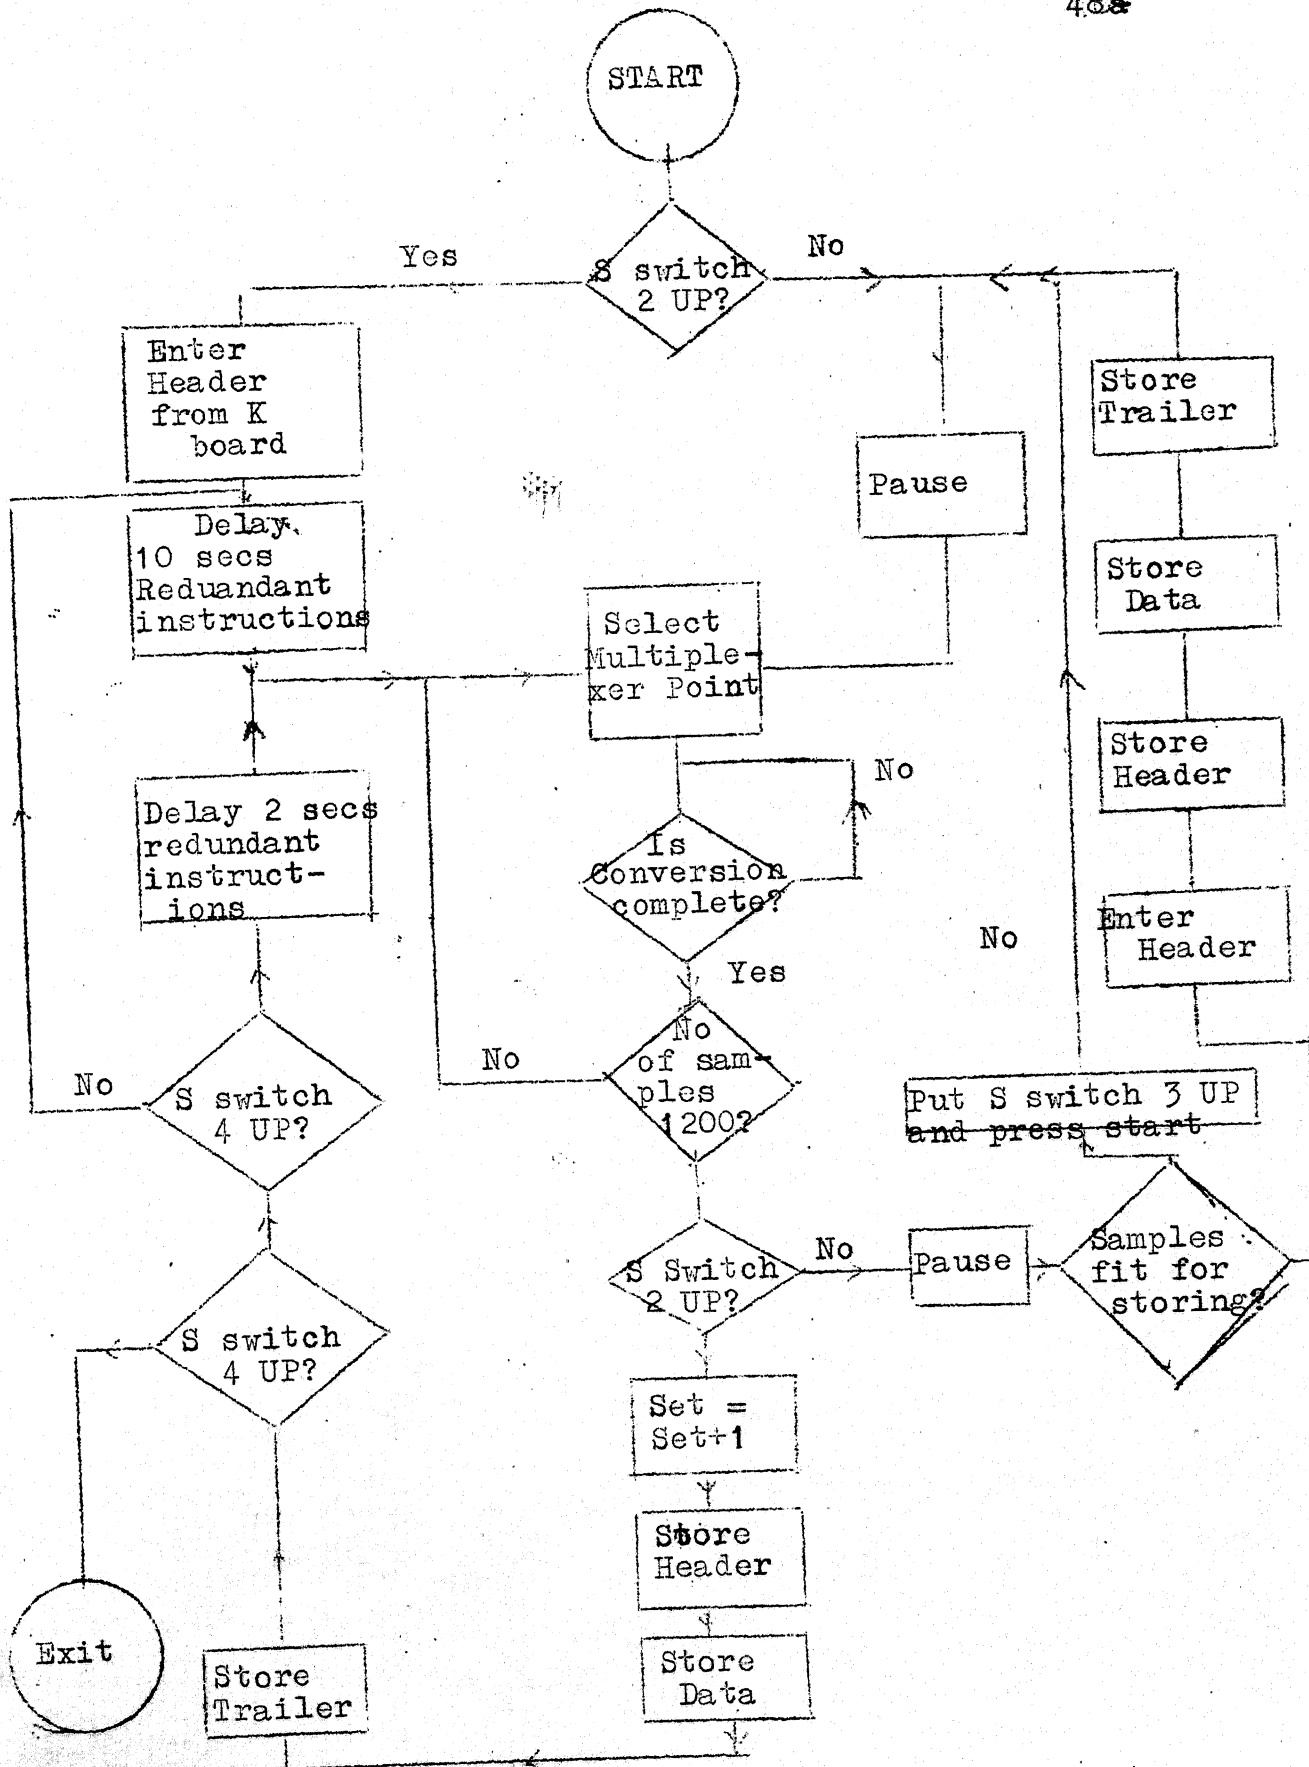 START
S switch
2 UP?
Yes
No
Enter
Header
from K
board
Delay.
10 secs
Reduandant
instructions
Pause
Store
Trailer
Store
Data
Select
Multiple-
xer Point
Store
Header
No
Delay 2 secs
redundant
instruct-
ions
Is
Conversion
complete?
Yes
Enter
Header
No
No
of sam-
ples
1200?
No
S switch
4 UP?
No
Put S switch 3 UP
and press start
S Switch
2 UP?
No
Pause
Samples
fit for
storing?
S switch
4 UP?
Set =
Set+1
Store
Header
Store
Data
Store
Trailer
Exit